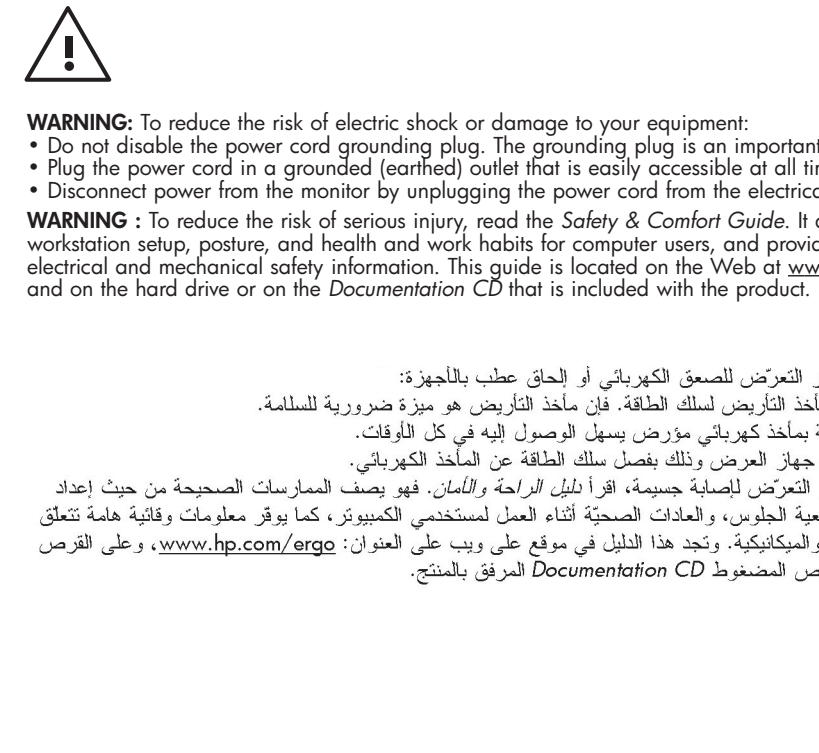 WARNING: To reduce the risk of electric shock or damage to your equipment:
• Do not disable the power cord grounding plug. The grounding plug is an important
• Plug the power cord in a grounded (earthed) outlet that is easily accessible at all
• Disconnect power from the monitor by unplugging the power cord from the
WARNING : To reduce the risk of serious injury, read the Safety & Comfort Guide. It
workstation setup, posture, and health and work habits for computer users, and
electrical and mechanical safety information. This guide is located on the Web at
and on the hard drive or on the Documentation CD that is included with the product.
التعرّض للصعق الكهربائي أو إلحاق عطب بالأجهزة:
التأريض لسلك الطاقة. فإن مأخذ التأريض هو ميزة ضرورية للسلامة.
بمأخذ كهربائي مؤرض يسهل الوصول إليه في كل الأوقات.
جهاز العرض وذلك بفصل سلك الطاقة عن المأخذ الكهربائي.
التعرّض لإصابة جسيمة، اقرأ دليل الراحة والأمان. فهو يصف الممارسات الصحيحة من حيث إعداد
الجلوس، والعادات الصحيّة أثناء العمل لمستخدمي الكمبيوتر، كما يوفّر معلومات وقائية هامة تتعلّق
والميكانيكية. وتجد هذا الدليل في موقع على ويب على العنوان: www.hp.com/ergo، وعلى القرص
المضغوط Documentation CD المرفق بالمنتج.